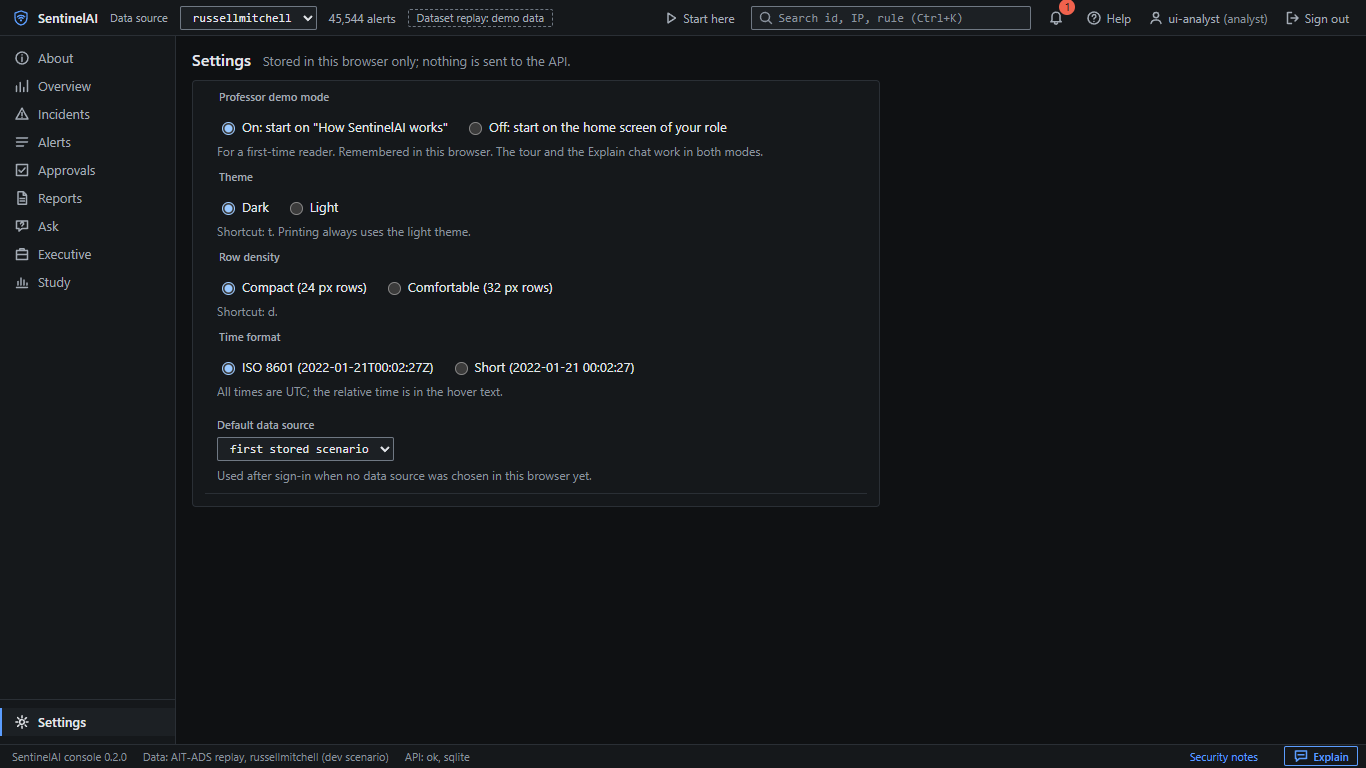 SentinelAI Data source russellmitchell 45,544 alerts Dataset replay: demo data Start here Search id, IP, rule (Ctrl+K) 1 Help ui-analyst (analyst) Sign out
About
Overview
Incidents
Alerts
Approvals
Reports
Ask
Executive
Study
Settings
Settings Stored in this browser only; nothing is sent to the API.
Professor demo mode
On: start on "How SentinelAI works" Off: start on the home screen of your role
For a first-time reader. Remembered in this browser. The tour and the Explain chat work in both modes.
Theme
Dark Light
Shortcut: t. Printing always uses the light theme.
Row density
Compact (24 px rows) Comfortable (32 px rows)
Shortcut: d.
Time format
ISO 8601 (2022-01-21T00:02:27Z) Short (2022-01-21 00:02:27)
All times are UTC; the relative time is in the hover text.
Default data source
first stored scenario
Used after sign-in when no data source was chosen in this browser yet.
SentinelAI console 0.2.0 Data: AIT-ADS replay, russellmitchell (dev scenario) API: ok, sqlite Security notes Explain